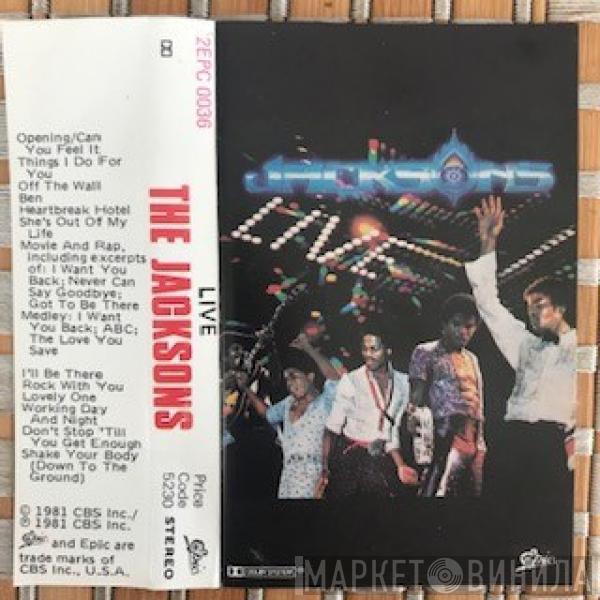 Opening/Can
You Feel It
Things I Do For
You
Off The Wall
Ben
Heartbreak Hotel
She's Out Of My
Life
Movie And Rap,
including excerpts
of: I Want You
Back; Never Can
Say Goodbye;
Got To Be There
Medley: I Want
You Back; ABC;
The Love You
Save
I'll Be There
Rock With You
Lovely One
Working Day
And Night
Don't Stop 'Till
You Get Enough
Shake Your Body
(Down To The
Ground)
© 1981 CBS Inc./
℗ 1981 CBS Inc.
Epic and Epic are
trade marks of
CBS Inc., U.S.A.
2EPC 0036
LIVE
THE JACKSONS
Price
Code
5230
Epic
STEREO
JACKSONS
LIVE
DOLBY SYSTEM
Epic
МАРКЕТ ВИНИЛА